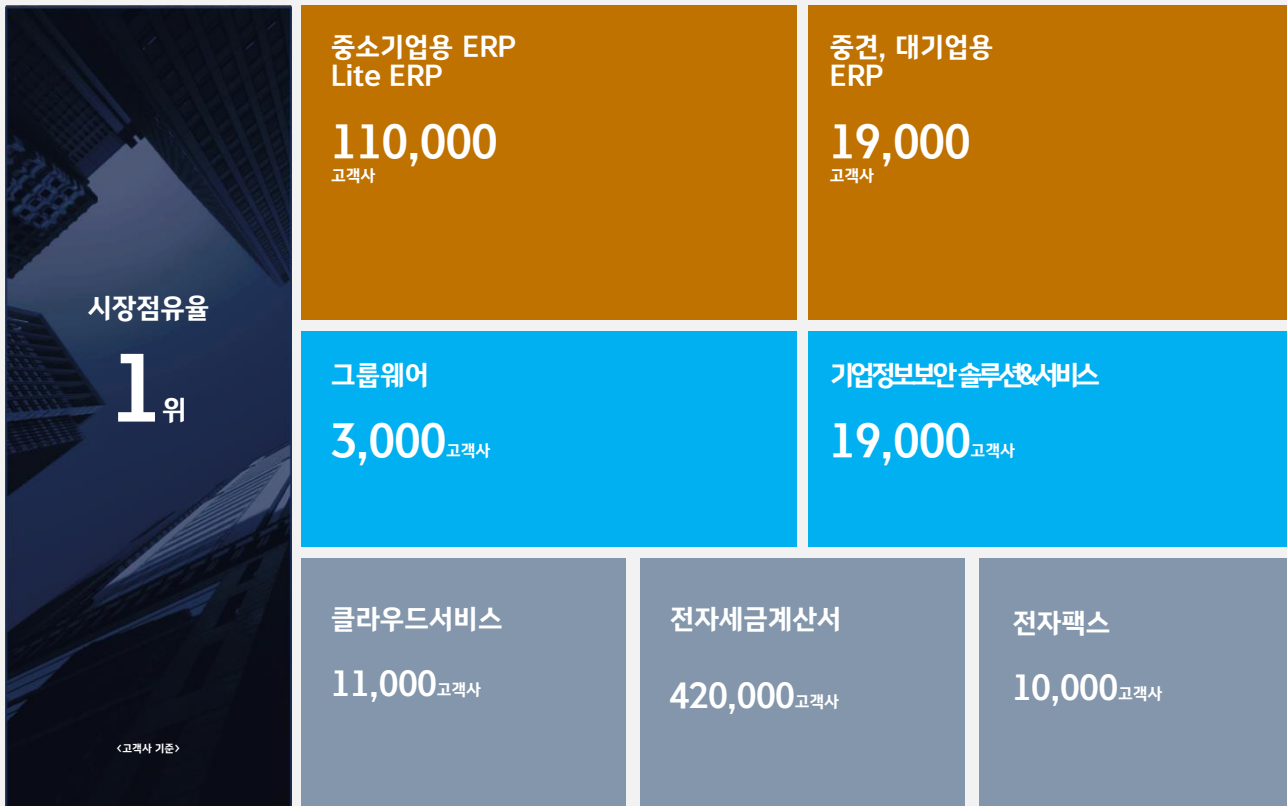 시장점유율
1위
<고객사 기준>
중소기업용 ERP
Lite ERP
110,000
고객사
중견, 대기업용
ERP
19,000
고객사
그룹웨어
3,000고객사
기업정보보안 솔루션&서비스
19,000고객사
클라우드서비스
11,000고객사
전자세금계산서
420,000고객사
전자팩스
10,000고객사